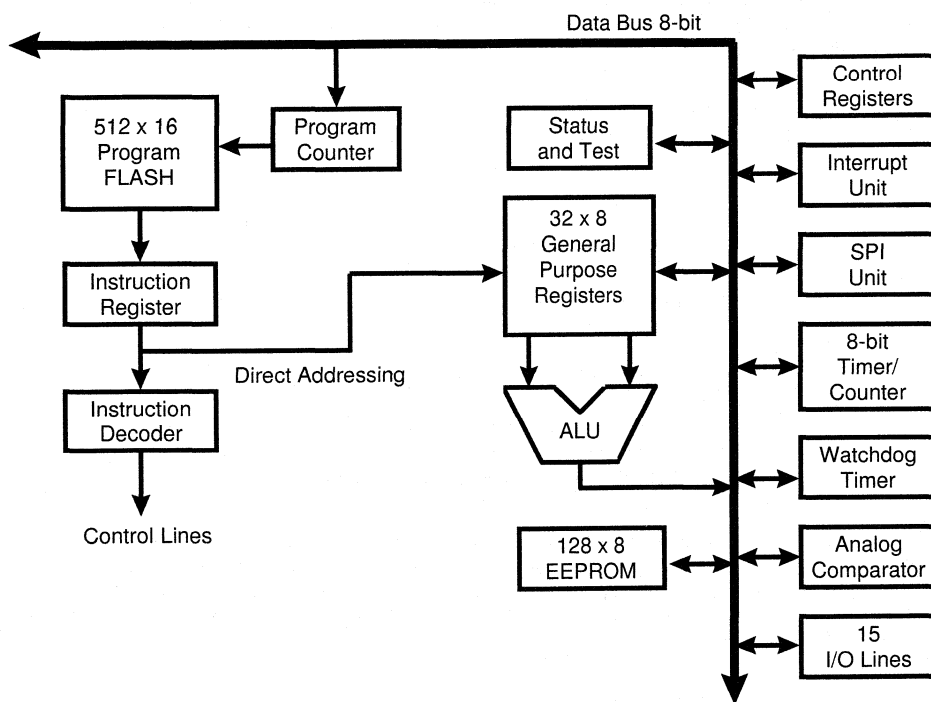 Data Bus 8-bit
512 x 16
Program
FLASH
Program
Counter
Status
and Test
Control
Registers
Interrupt
Unit
Instruction
Register
32 x 8
General
Purpose
Registers
SPI
Unit
Direct Addressing
8-bit
Timer/
Counter
Instruction
Decoder
ALU
Watchdog
Timer
Control Lines
128 x 8
EEPROM
Analog
Comparator
15
I/O Lines